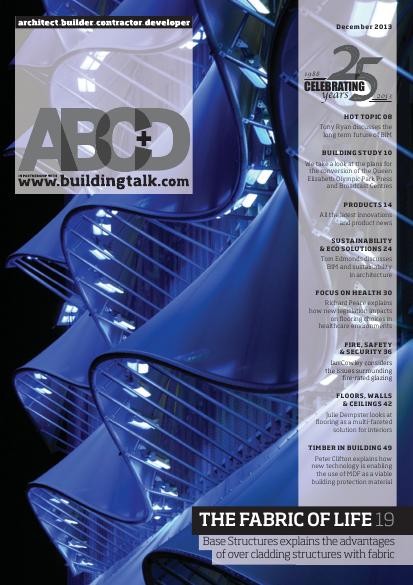 architect builder contractor developer
ABC+D
IN PARTNERSHIP WITH
www.buildingtalk.com
December 2013
25
1988
CELEBRATING
years
2013
HOT TOPIC 08
Tony Ryan discusses the
long term future of BIM
BUILDING STUDY 10
We take a look at the plans for
the conversion of the Queen
Elizabeth Olympic Park Press
and Broadcast Centres
PRODUCTS 14
All the latest innovations
and product news
SUSTAINABILITY
& ECO SOLUTIONS 24
Tom Edmonds discusses
BIM and sustainability
in architecture
FOCUS ON HEALTH 30
Richard Peace explains
how new legislation impacts
on flooring choices in
healthcare environments
FIRE, SAFETY
& SECURITY 36
Ian Cowley considers
the issues surrounding
fire-rated glazing
FLOORS, WALLS
& CEILINGS 42
Julie Dempster looks at
flooring as a multi-faceted
solution for interiors
TIMBER IN BUILDING 49
Peter Clifton explains how
new technology is enabling
the use of MDF as a viable
building protection material
THE FABRIC OF LIFE 19
Base Structures explains the advantages
of over cladding structures with fabric